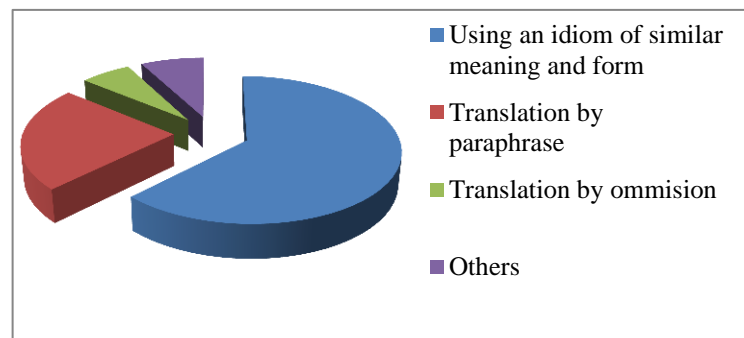 Using an idiom of similar
meaning and form
Translation by
paraphrase
Translation by ommision
Others